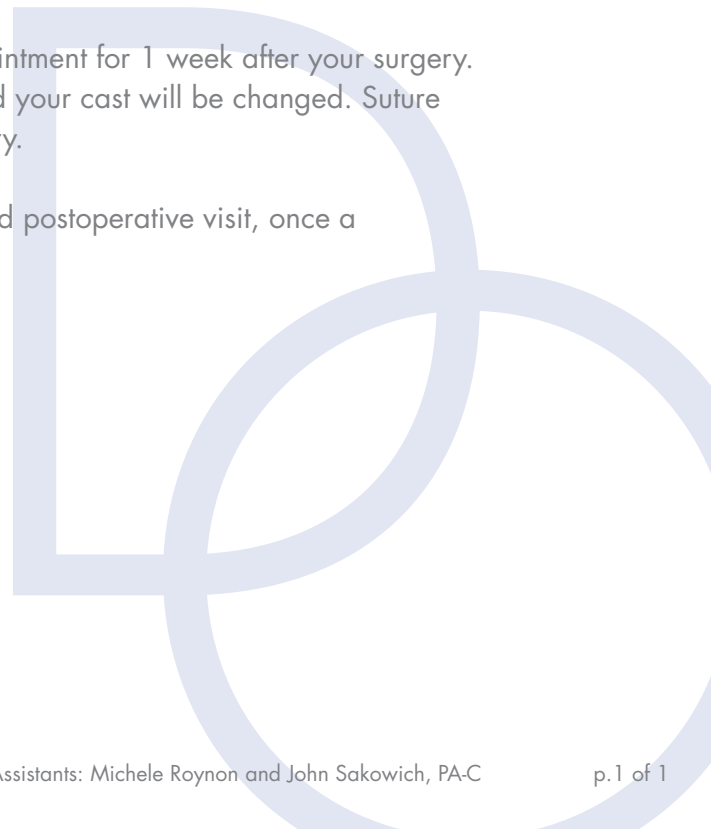 intment for 1 week after your surgery.
d your cast will be changed. Suture
y.
d postoperative visit, once a
Assistants: Michele Roynon and John Sakowich, PA-C
p.1 of 1